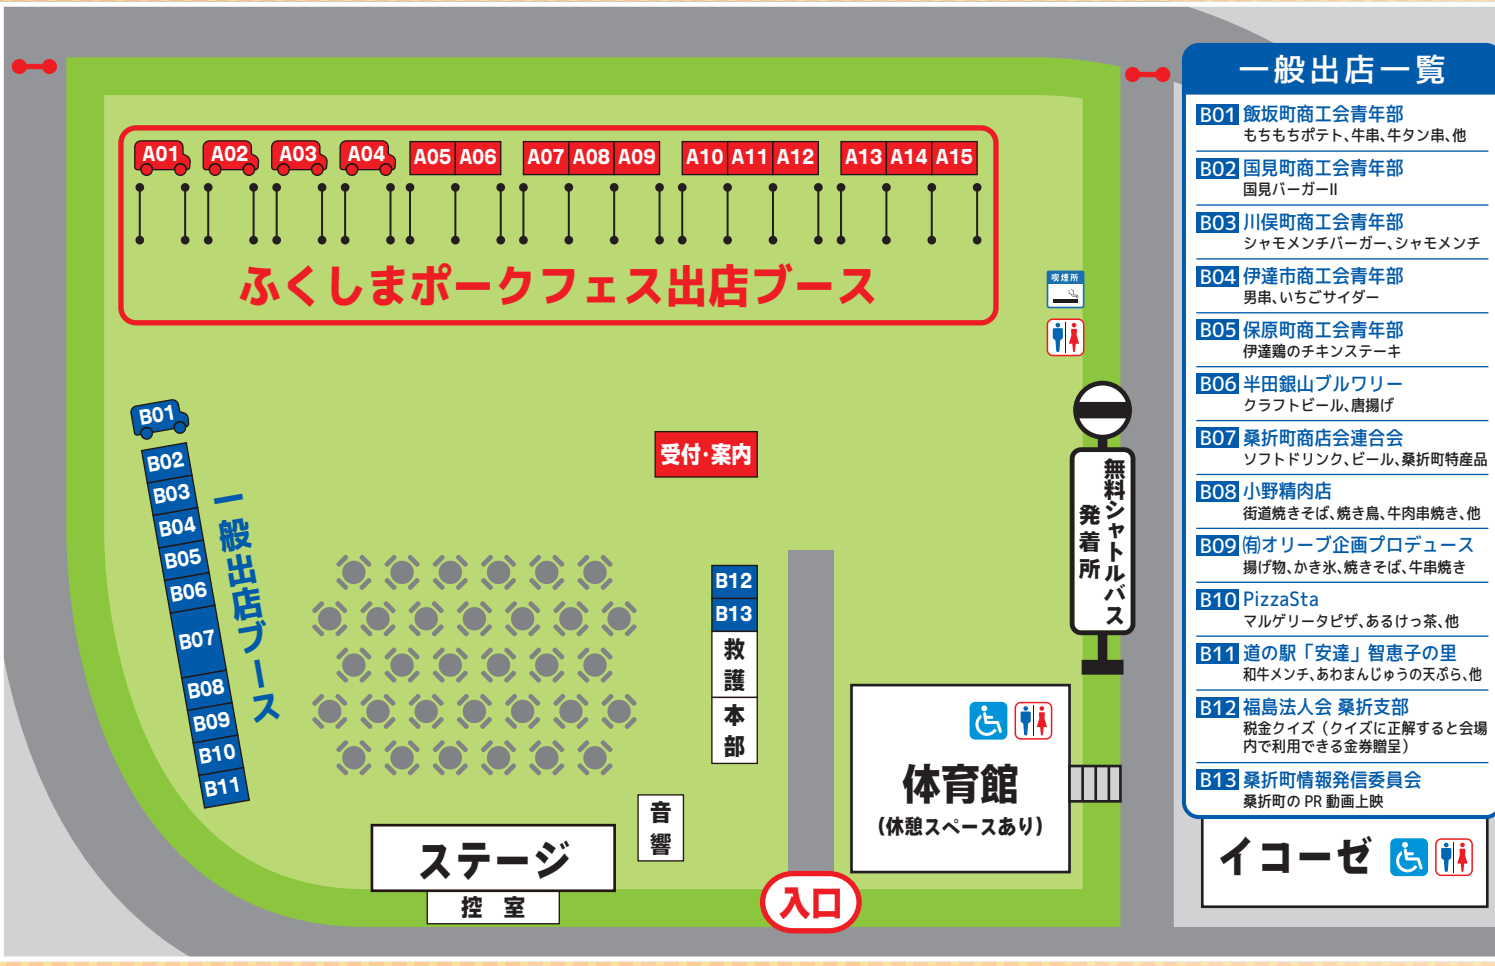 A01 A02 A03 A04 A05 A06 A07 A08 A09 A10 A11 A12 A13 A14 A15
ふくしまポークフェス出店ブース
喫煙所
B01
B02
B03
B04
B05
B06
B07
B08
B09
B10
B11
一般出店ブース
受付・案内
B12
B13
救護
本部
音響
ステージ
控室
入口
体育館
(休憩スペースあり)
無料シャトルバス
発着所
一般出店一覧
B01 飯坂町商工会青年部
もちもちポテト、牛串、牛タン串、他
B02 国見町商工会青年部
国見バーガーII
B03 川俣町商工会青年部
シャモメンチバーガー、シャモメンチ
B04 伊達市商工会青年部
男串、いちごサイダー
B05 保原町商工会青年部
伊達鶏のチキンステーキ
B06 半田銀山ブルワリー
クラフトビール、唐揚げ
B07 桑折町商店会連合会
ソフトドリンク、ビール、桑折町特産品
B08 小野精肉店
街道焼きそば、焼き鳥、牛肉串焼き、他
B09 ㈲オリーブ企画プロデュース
揚げ物、かき氷、焼きそば、牛串焼き
B10 PizzaSta
マルゲリータピザ、あるけっ茶、他
B11 道の駅「安達」智恵子の里
和牛メンチ、あわまんじゅうの天ぷら、他
B12 福島法人会 桑折支部
税金クイズ（クイズに正解すると会場
内で利用できる金券贈呈）
B13 桑折町情報発信委員会
桑折町の PR 動画上映
イコーゼ